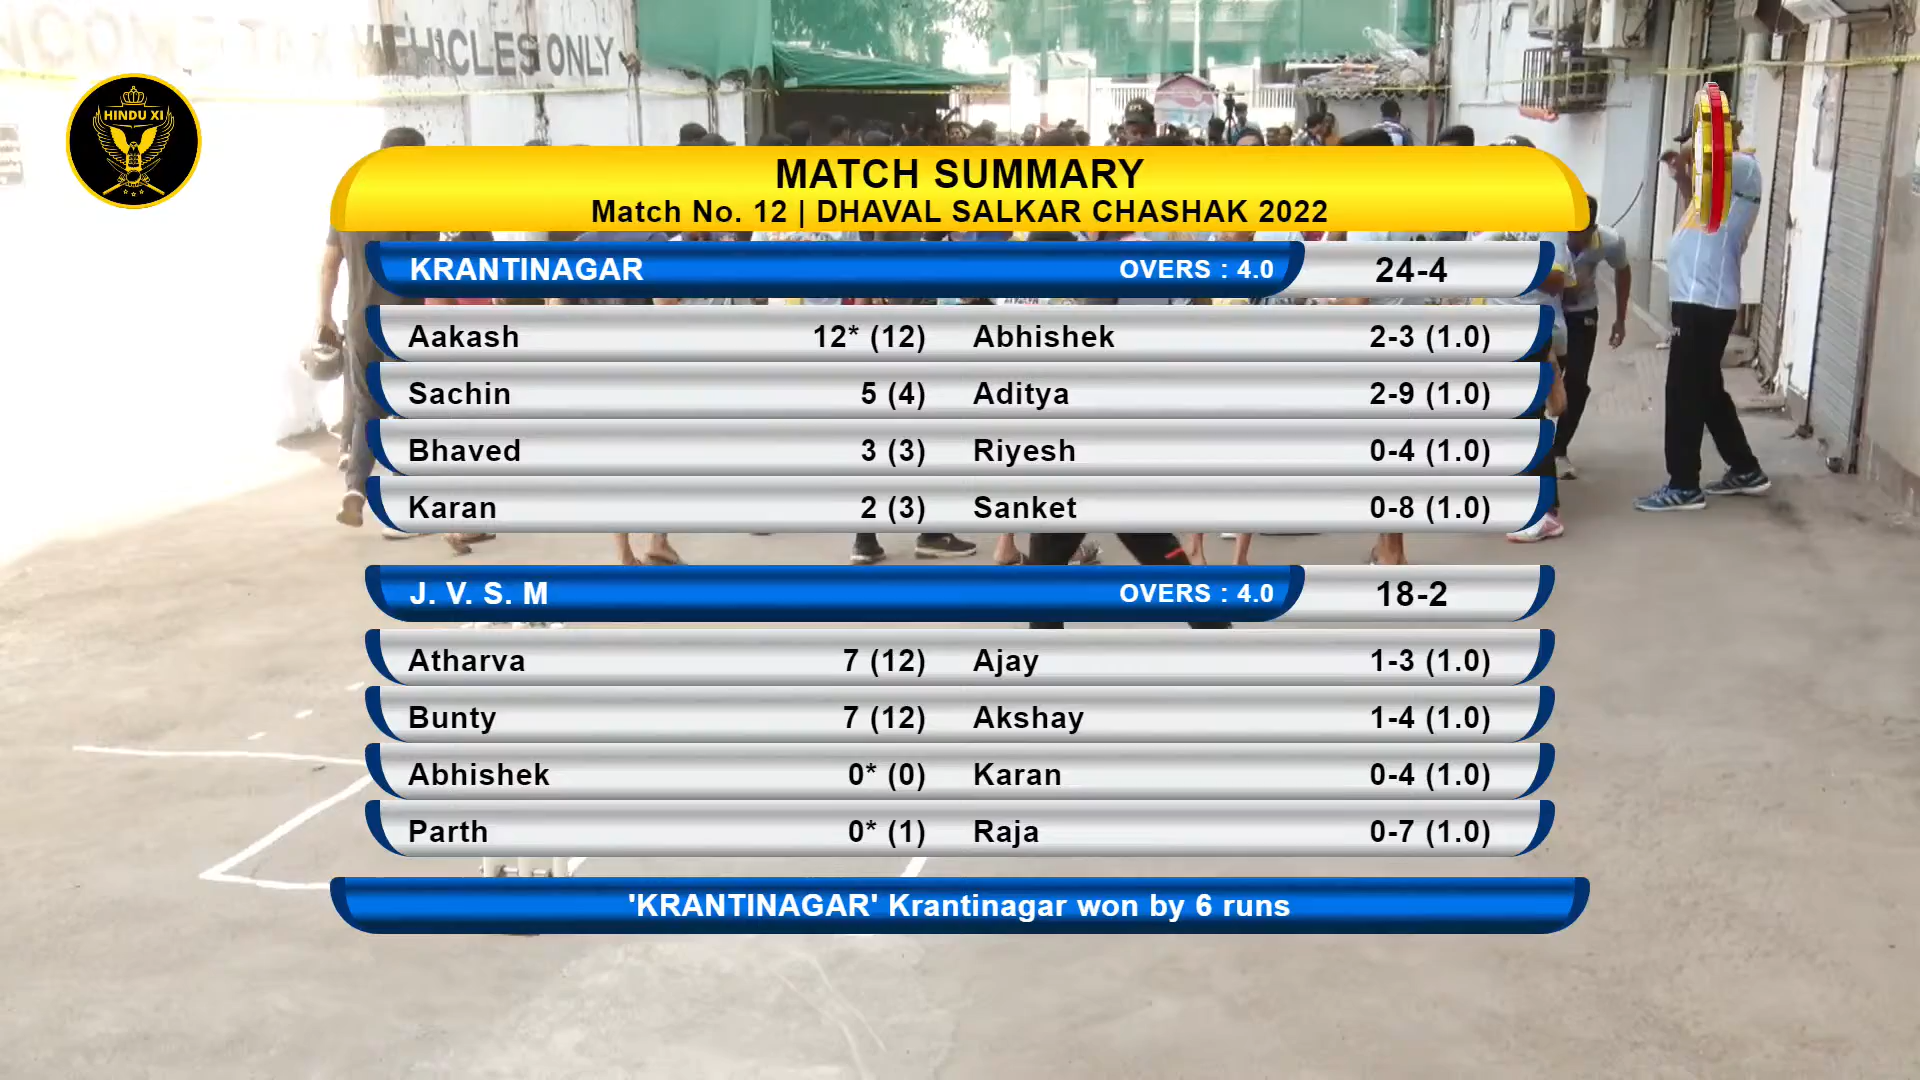 INCOME TAX VEHICLES ONLY
HINDU XI
MATCH SUMMARY
Match No. 12 | DHAVAL SALKAR CHASHAK 2022
KRANTINAGAR OVERS : 4.0 24-4
Aakash 12* (12) Abhishek 2-3 (1.0)
Sachin 5 (4) Aditya 2-9 (1.0)
Bhaved 3 (3) Riyesh 0-4 (1.0)
Karan 2 (3) Sanket 0-8 (1.0)
J. V. S. M OVERS : 4.0 18-2
Atharva 7 (12) Ajay 1-3 (1.0)
Bunty 7 (12) Akshay 1-4 (1.0)
Abhishek 0* (0) Karan 0-4 (1.0)
Parth 0* (1) Raja 0-7 (1.0)
'KRANTINAGAR' Krantinagar won by 6 runs